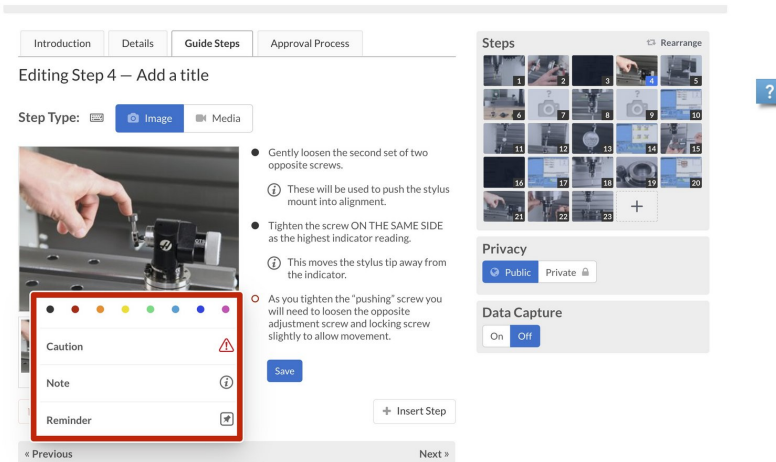 Introduction
Details
Guide Steps
Approval Process
Editing Step 4 — Add a title
Step Type:
Image
Media
Gently loosen the second set of two
opposite screws.
These will be used to push the stylus
mount into alignment.
Tighten the screw ON THE SAME SIDE
as the highest indicator reading.
This moves the stylus tip away from
the indicator.
As you tighten the "pushing" screw you
will need to loosen the opposite
adjustment screw and locking screw
slightly to allow movement.
Save
Caution
Note
Reminder
+ Insert Step
« Previous
Next »
Steps
Rearrange
1
2
3
4
5
6
7
8
9
10
11
12
13
14
15
16
17
18
19
20
21
22
23
+
Privacy
Public
Private
Data Capture
On
Off
?